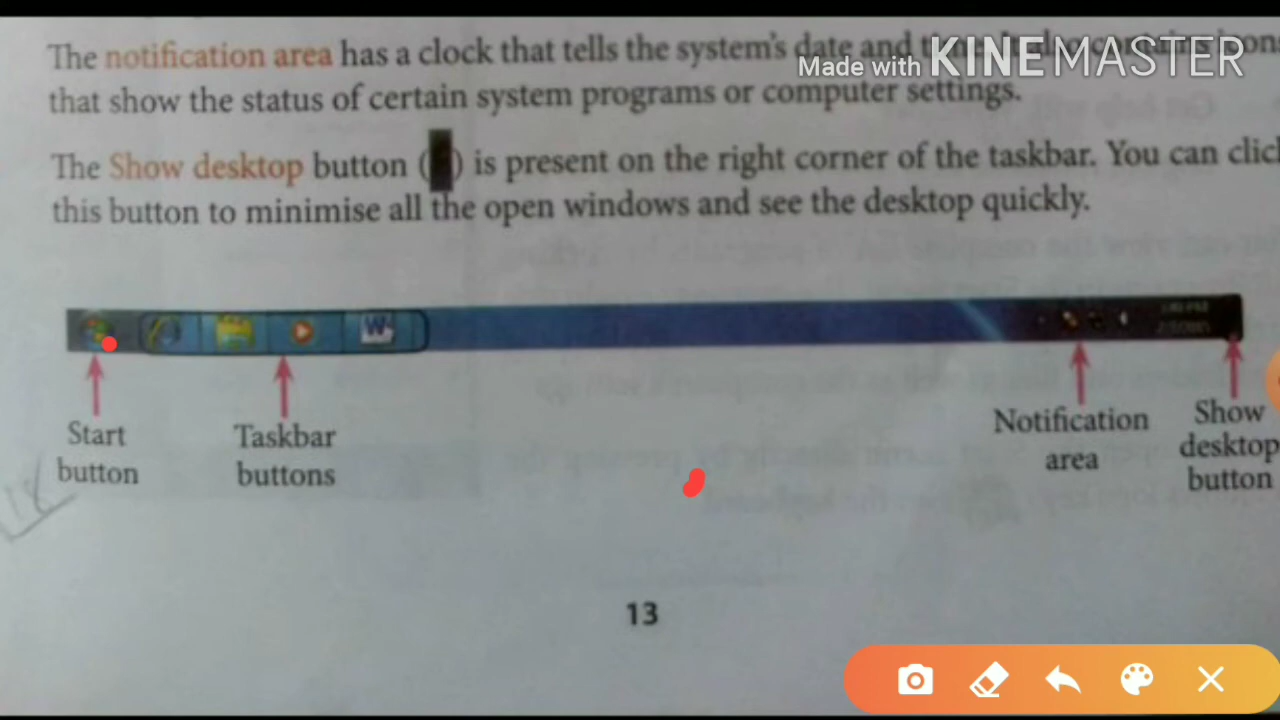 The notification area has a clock that tells the system's date and
Made with KINEMASTER
that show the status of certain system programs or computer settings.
The Show desktop button ( ) is present on the right corner of the taskbar. You can
this button to minimise all the open windows and see the desktop quickly.
W
Start button
Taskbar buttons
Notification area
Show desktop button
18
13